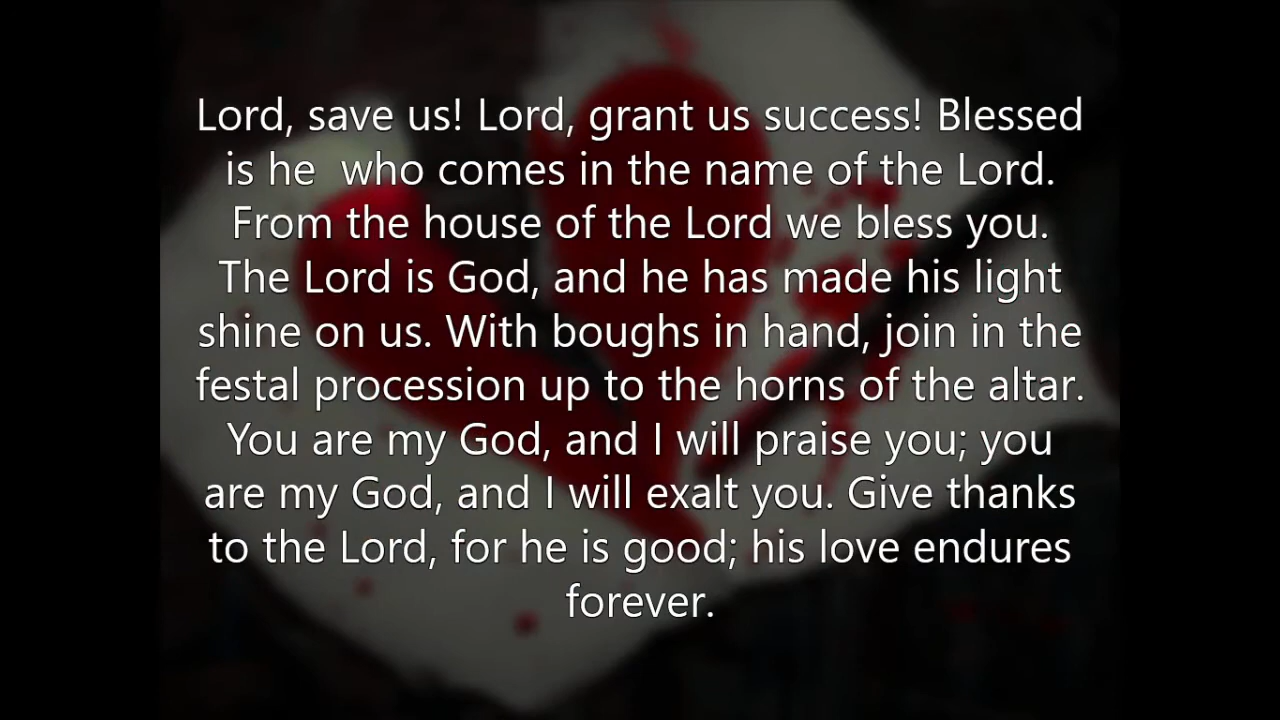 Lord, save us! Lord, grant us success! Blessed
is he  who comes in the name of the Lord.
From the house of the Lord we bless you.
The Lord is God, and he has made his light
shine on us. With boughs in hand, join in the
festal procession up to the horns of the altar.
You are my God, and I will praise you; you
are my God, and I will exalt you. Give thanks
to the Lord, for he is good; his love endures
forever.